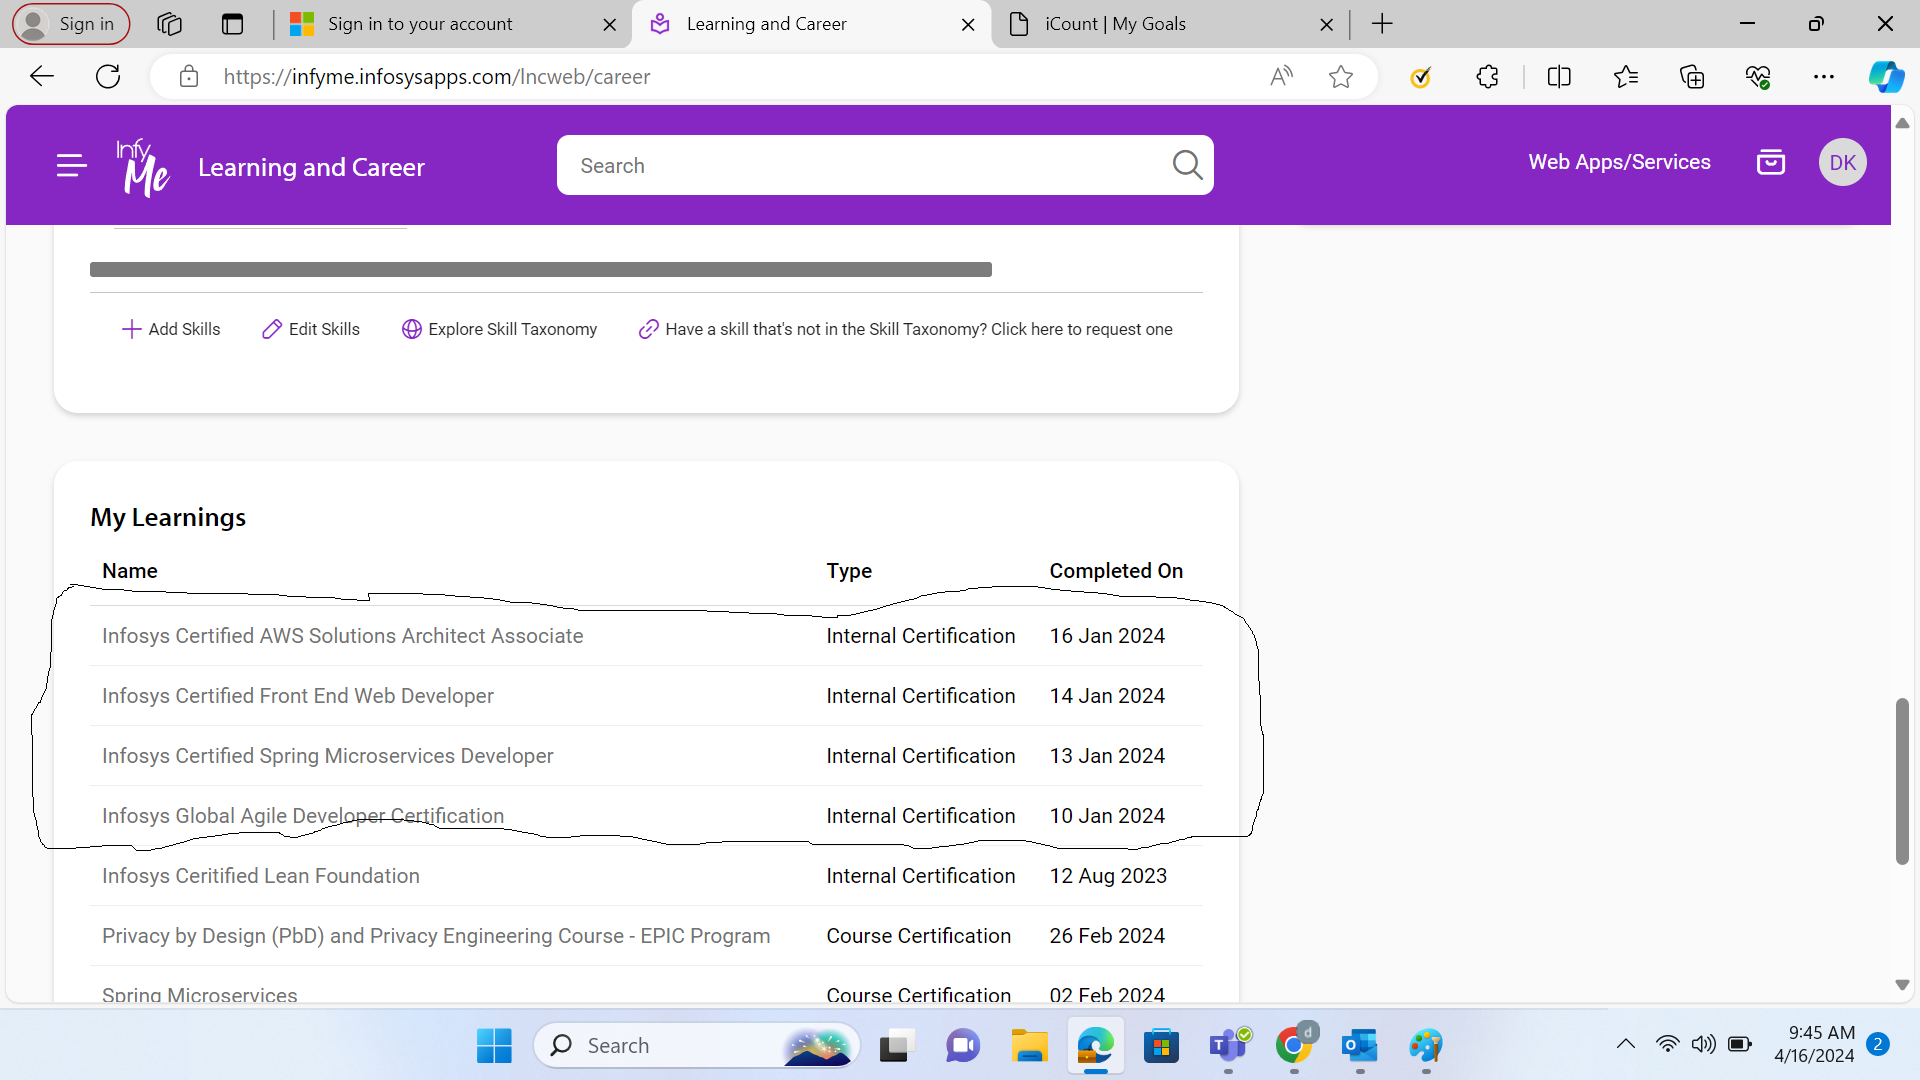 Sign in
Sign in to your account
Learning and Career
iCount | My Goals
https://infyme.infosysapps.com/lncweb/career
Infy Me
Learning and Career
Search
Web Apps/Services
DK
Add Skills
Edit Skills
Explore Skill Taxonomy
Have a skill that's not in the Skill Taxonomy? Click here to request one
My Learnings
Name Type Completed On
Infosys Certified AWS Solutions Architect Associate Internal Certification 16 Jan 2024
Infosys Certified Front End Web Developer Internal Certification 14 Jan 2024
Infosys Certified Spring Microservices Developer Internal Certification 13 Jan 2024
Infosys Global Agile Developer Certification Internal Certification 10 Jan 2024
Infosys Ceritified Lean Foundation Internal Certification 12 Aug 2023
Privacy by Design (PbD) and Privacy Engineering Course - EPIC Program Course Certification 26 Feb 2024
Spring Microservices Course Certification 02 Feb 2024
Search
d
9:45 AM
4/16/2024
2